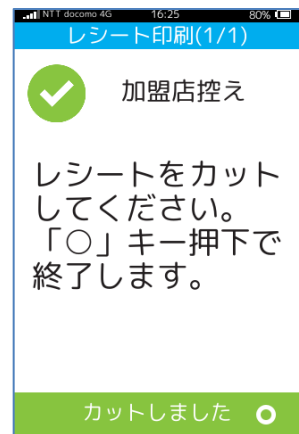 NTT docomo 4G 16:25 80%
レシート印刷(1/1)
加盟店控え
レシートをカット
してください。
「○」キー押下で
終了します。
カットしました